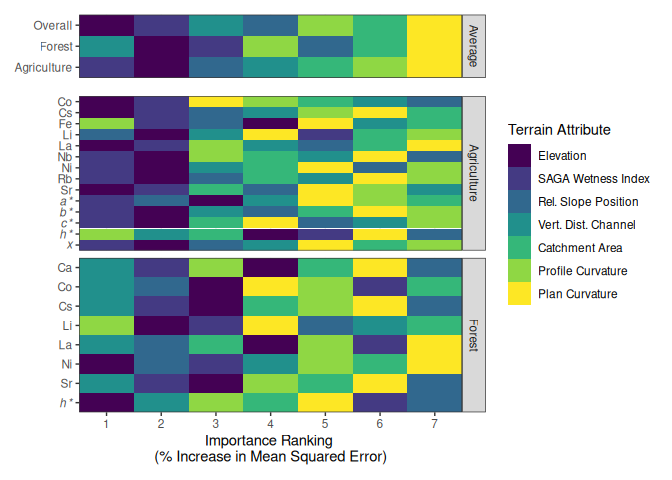 Overall
Forest
Agriculture
Average
Co
Cs
Fe
Li
La
Nb
Ni
Rb
Sr
a*
b*
c*
h*
x
Agriculture
Ca
Co
Cs
Li
La
Ni
Sr
h*
Forest
1 2 3 4 5 6 7
Importance Ranking
(% Increase in Mean Squared Error)
Terrain Attribute
Elevation
SAGA Wetness Index
Rel. Slope Position
Vert. Dist. Channel
Catchment Area
Profile Curvature
Plan Curvature